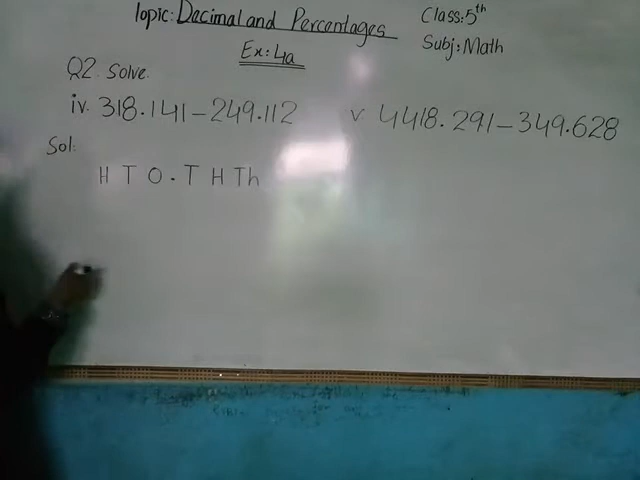 Topic: Decimal and Percentages
Class: 5th
Subj: Math
Ex: 4a
Q2. Solve.
iv. 318.141 - 249.112
v 4418.291 - 349.628
Sol:
H T O . T H Th